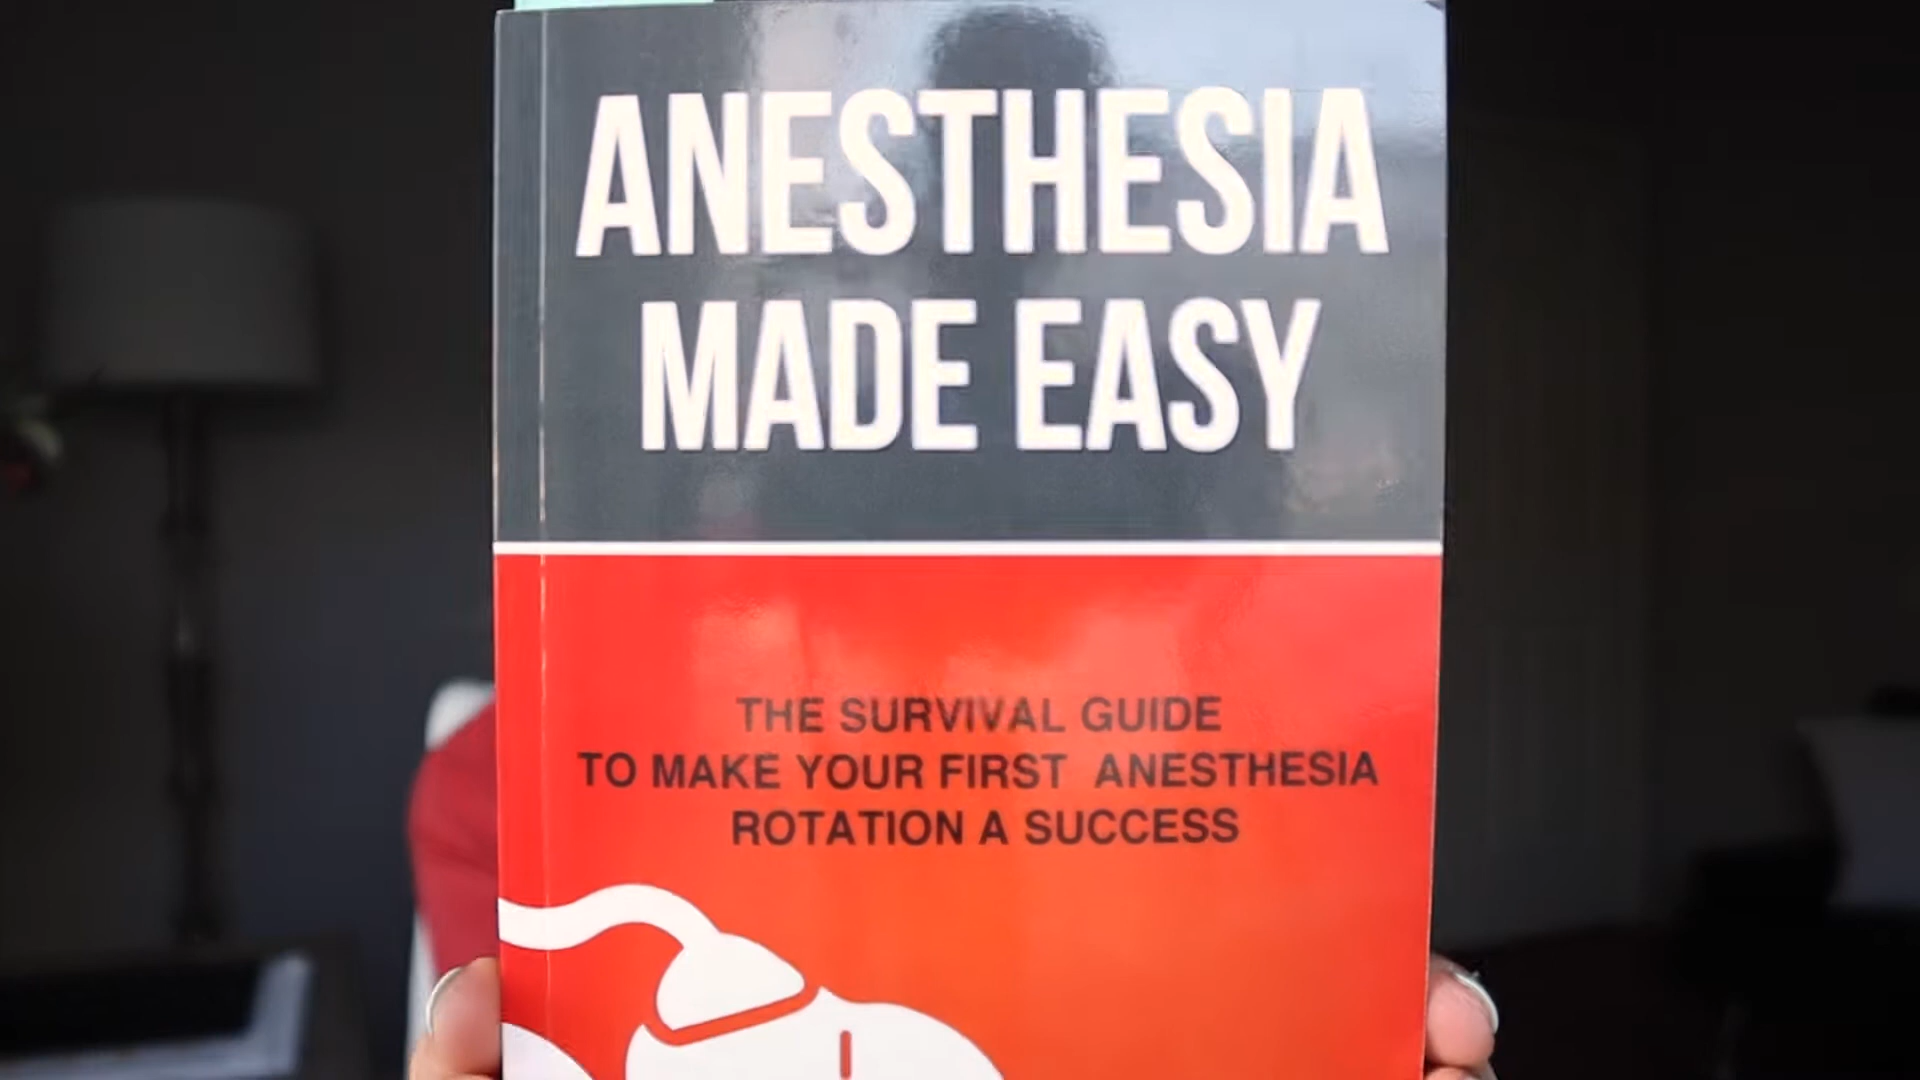 ANESTHESIA
MADE EASY
THE SURVIVAL GUIDE
TO MAKE YOUR FIRST ANESTHESIA
ROTATION A SUCCESS